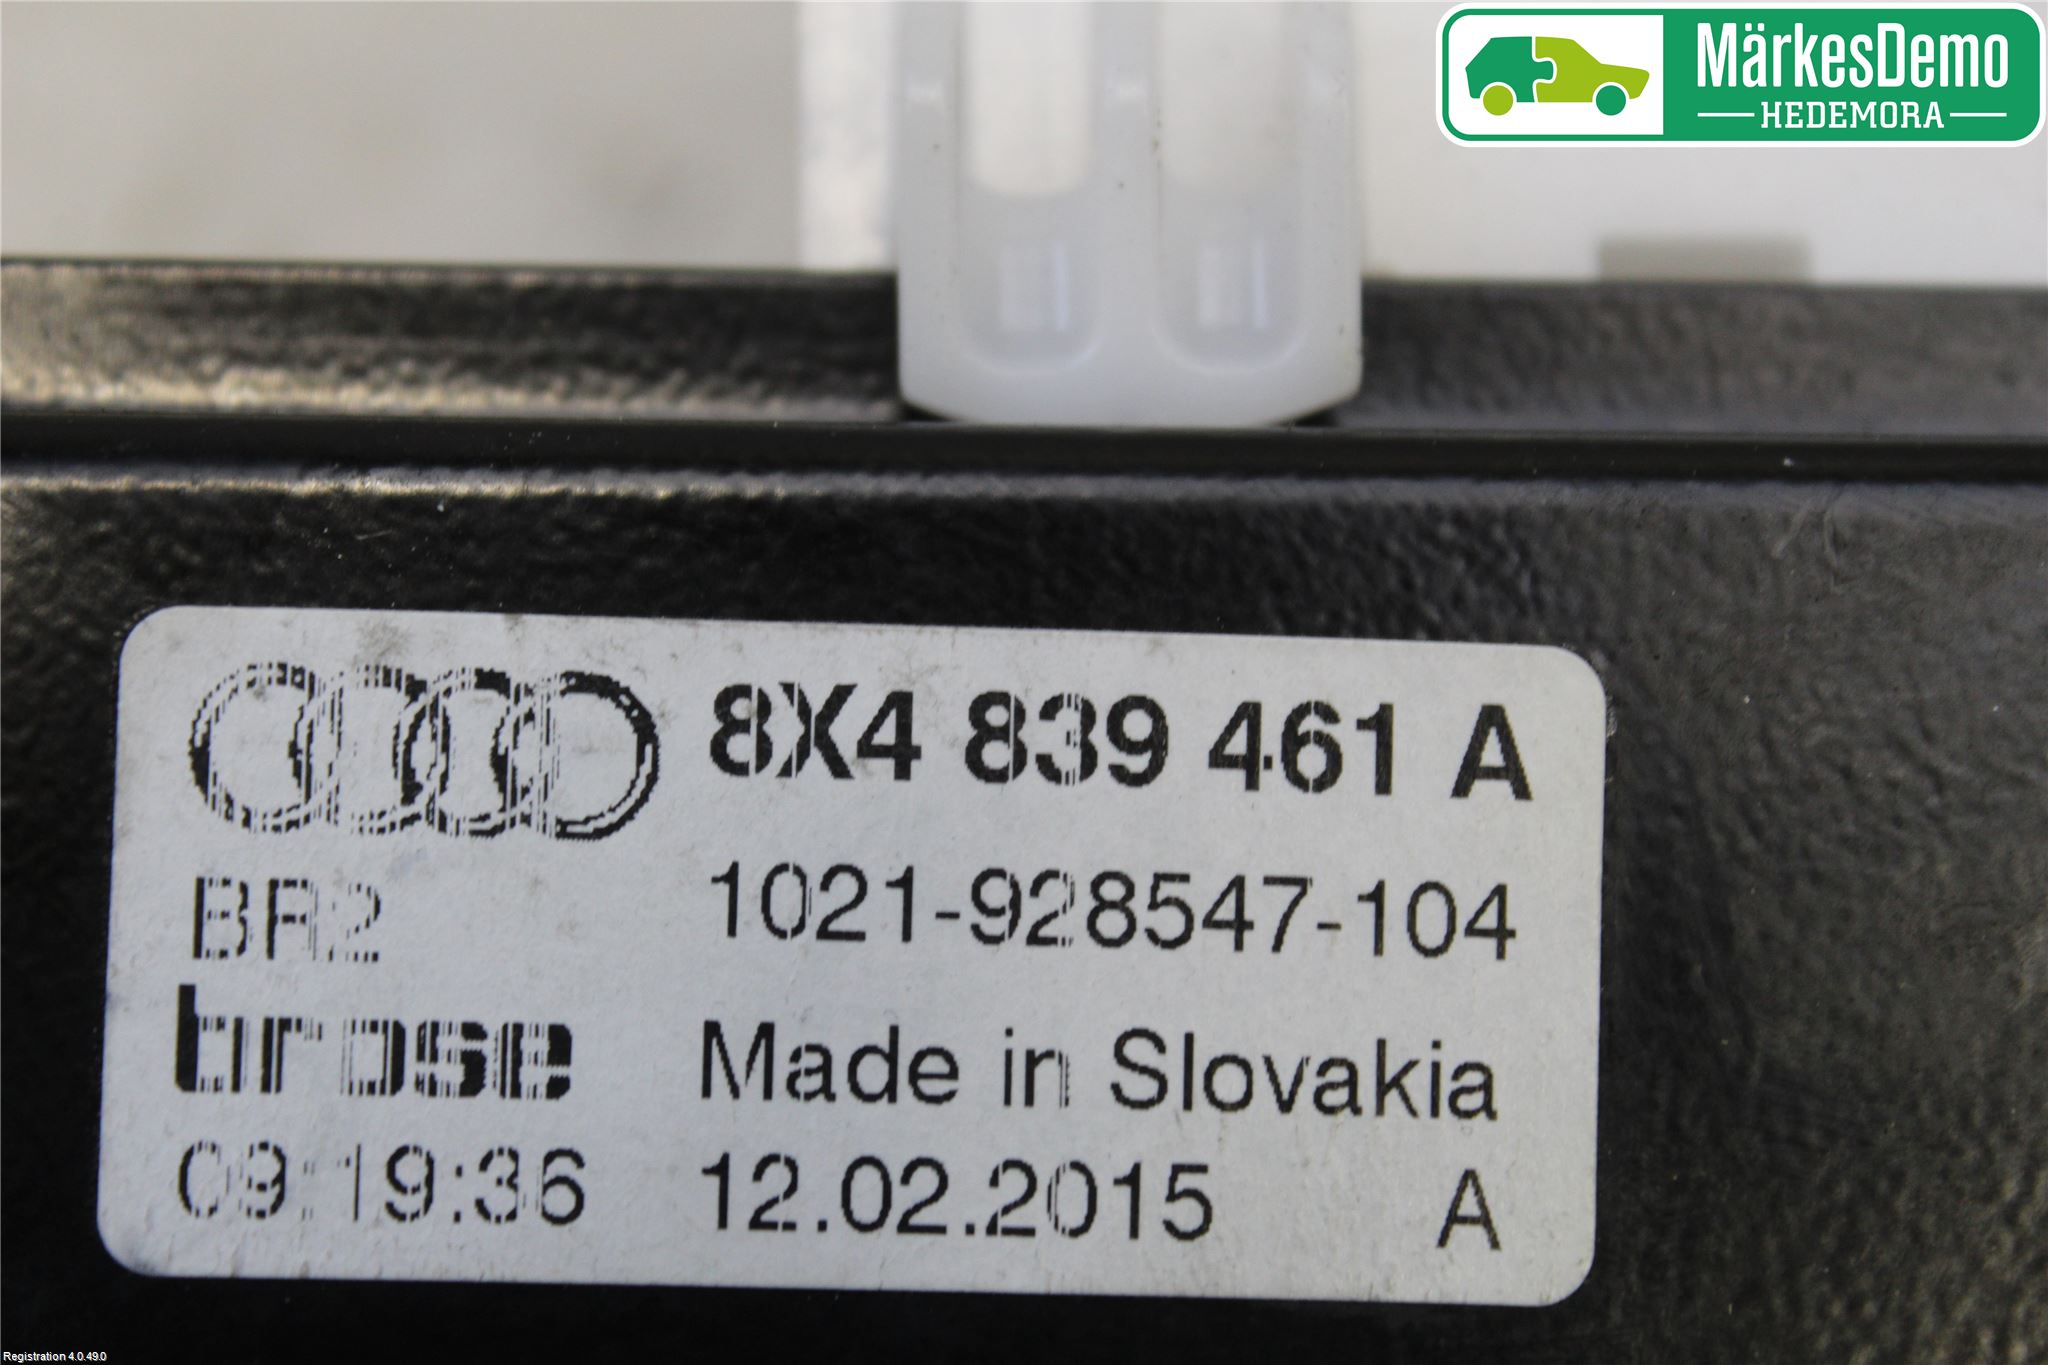 MärkesDemo
HEDEMORA
8X4 839 461 A
BR2 1021-928547-104
brose Made in Slovakia
09:19:36 12.02.2015 A
Registration 4.0.49.0